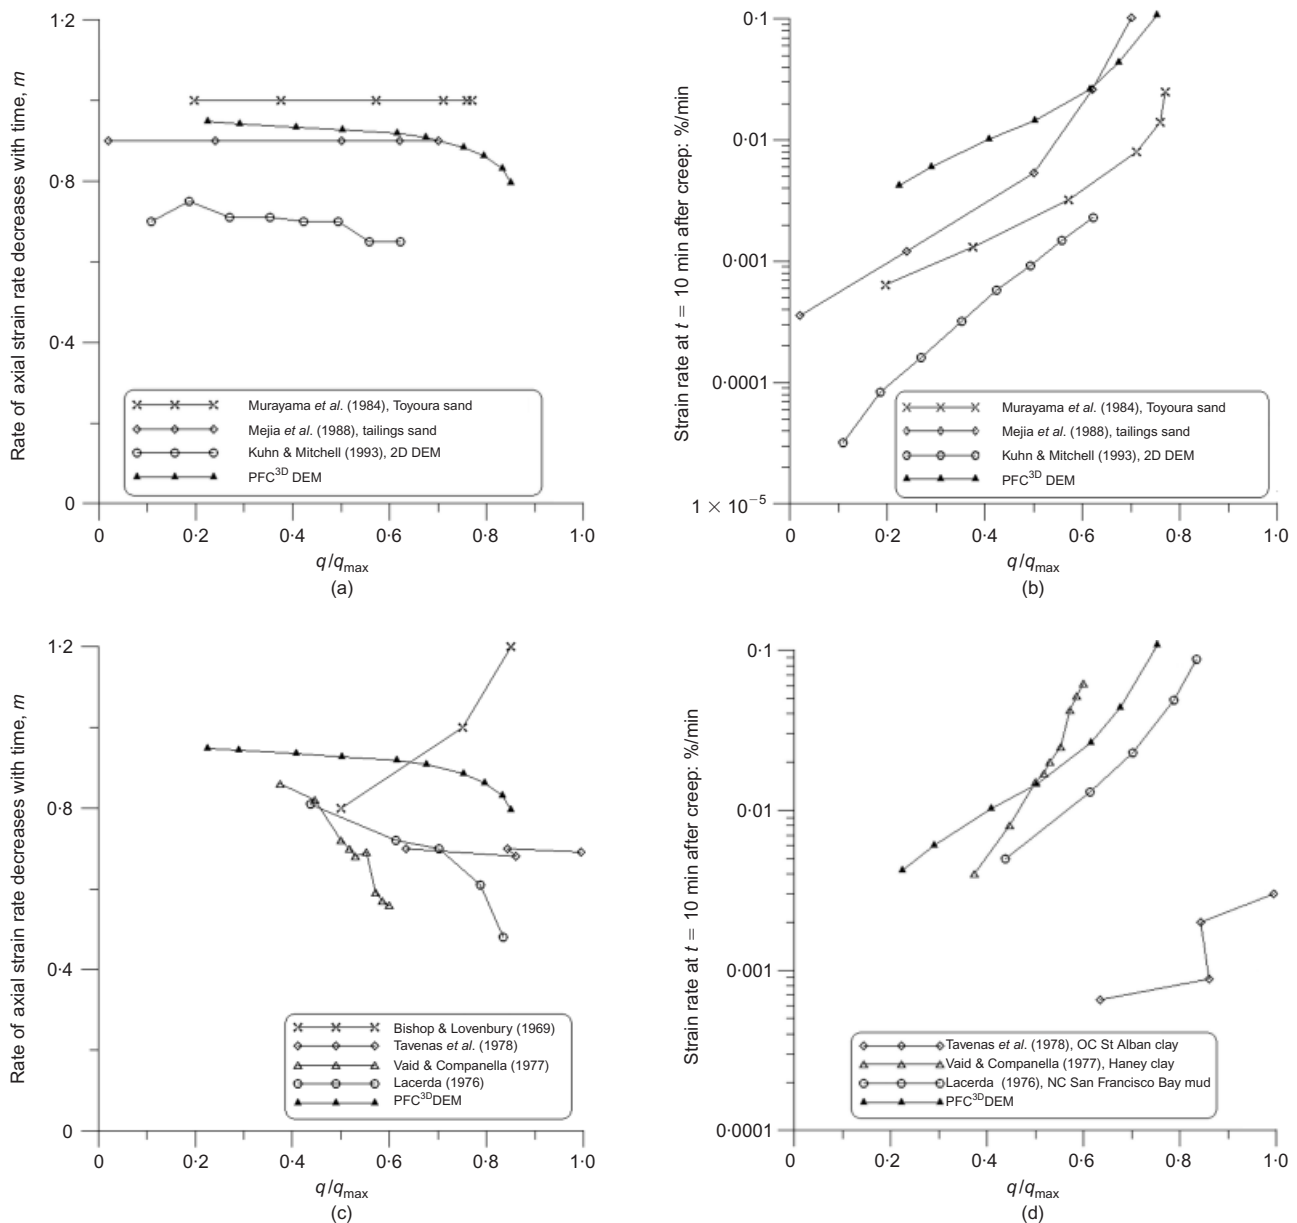 Rate of axial strain rate decreases with time, m
1·2
0·8
0·4
0
Murayama et al. (1984), Toyoura sand
Mejia et al. (1988), tailings sand
Kuhn & Mitchell (1993), 2D DEM
PFC3D DEM
0 0·2 0·4 0·6 0·8 1·0
q/qmax
(a)
Strain rate at t = 10 min after creep: %/min
0·1
0·01
0·001
0·0001
1 × 10−5
Murayama et al. (1984), Toyoura sand
Mejia et al. (1988), tailings sand
Kuhn & Mitchell (1993), 2D DEM
PFC3D DEM
0 0·2 0·4 0·6 0·8 1·0
q/qmax
(b)
Rate of axial strain rate decreases with time, m
1·2
0·8
0·4
0
Bishop & Lovenbury (1969)
Tavenas et al. (1978)
Vaid & Companella (1977)
Lacerda (1976)
PFC3DDEM
0 0·2 0·4 0·6 0·8 1·0
q/qmax
(c)
Strain rate at t = 10 min after creep: %/min
0·1
0·01
0·001
0·0001
Tavenas et al. (1978), OC St Alban clay
Vaid & Companella (1977), Haney clay
Lacerda (1976), NC San Francisco Bay mud
PFC3DDEM
0 0·2 0·4 0·6 0·8 1·0
q/qmax
(d)